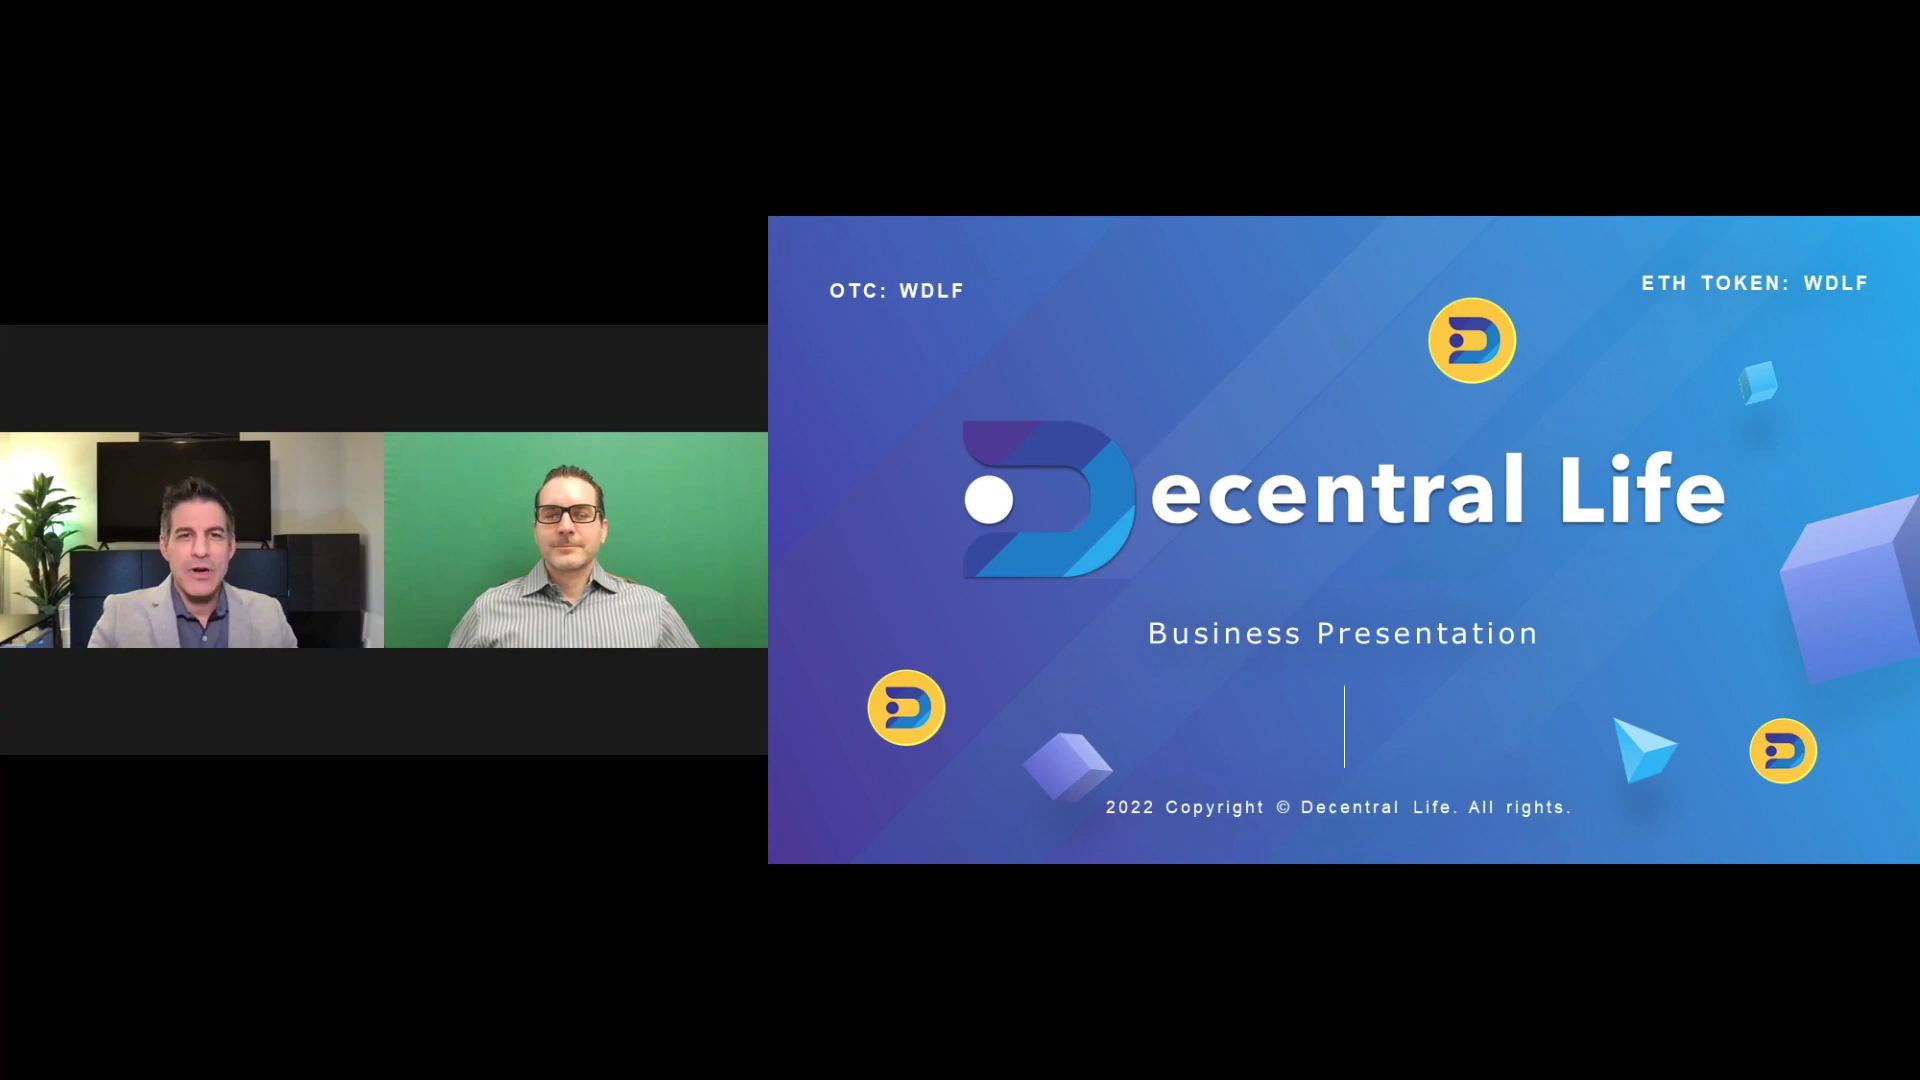 OTC: WDLF
ETH TOKEN: WDLF
Decentral Life
Business Presentation
2022 Copyright © Decentral Life. All rights.